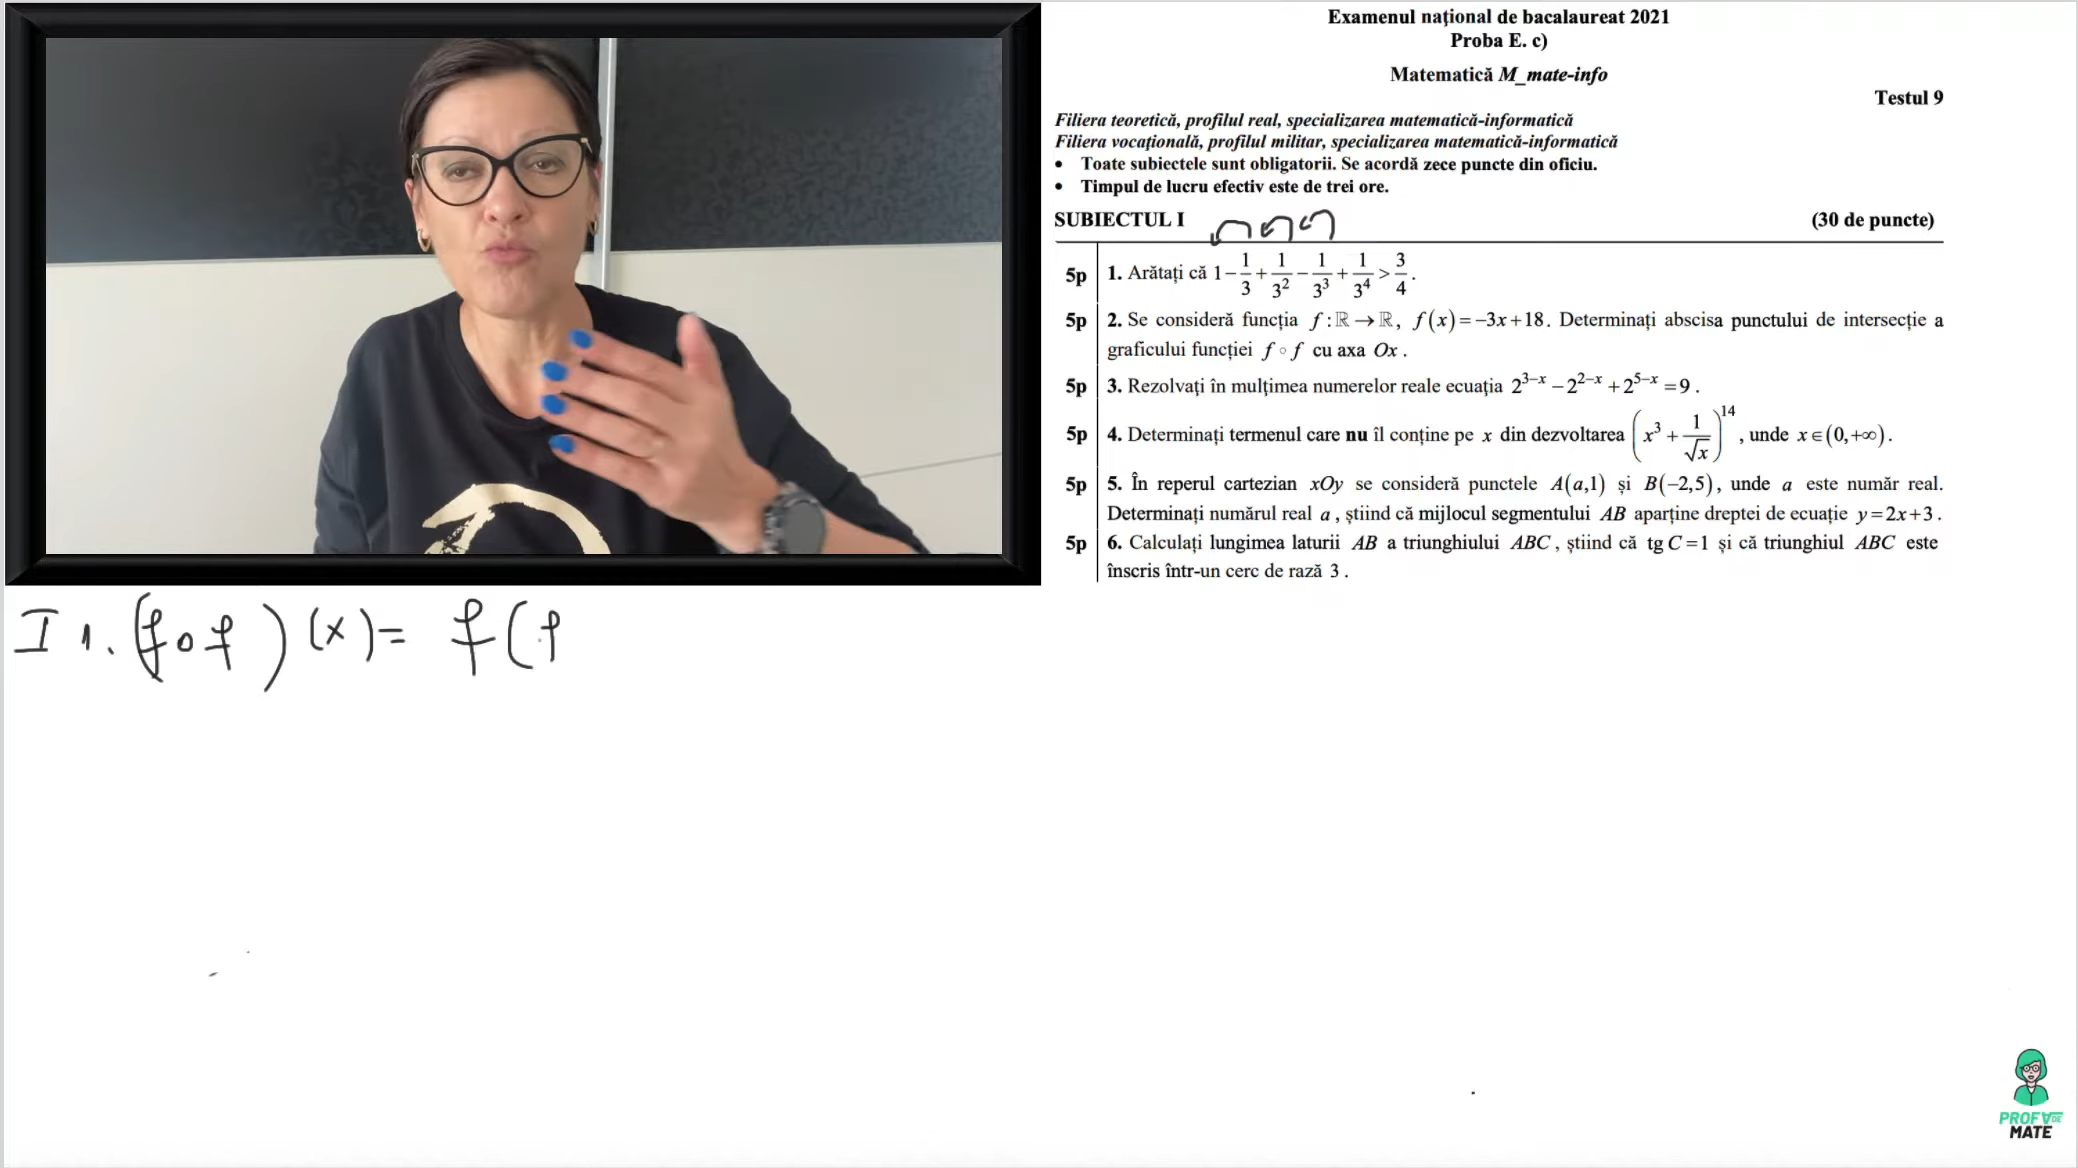 Examenul național de bacalaureat 2021
Proba E. c)
Matematică M_mate-info
Testul 9
Filiera teoretică, profilul real, specializarea matematică-informatică
Filiera vocațională, profilul militar, specializarea matematică-informatică
• Toate subiectele sunt obligatorii. Se acordă zece puncte din oficiu.
• Timpul de lucru efectiv este de trei ore.
SUBIECTUL I (30 de puncte)
5p 1. Arătați că 1 − 1/3 + 1/3² − 1/3³ + 1/3⁴ > 3/4 .
5p 2. Se consideră funcția f : ℝ → ℝ, f(x) = −3x + 18. Determinați abscisa punctului de intersecție a
graficului funcției f ∘ f cu axa Ox .
5p 3. Rezolvați în mulțimea numerelor reale ecuația 2^(3−x) − 2^(2−x) + 2^(5−x) = 9 .
5p 4. Determinați termenul care nu îl conține pe x din dezvoltarea (x³ + 1/√x)^14 , unde x ∈ (0,+∞).
5p 5. În reperul cartezian xOy se consideră punctele A(a,1) și B(−2,5), unde a este număr real.
Determinați numărul real a , știind că mijlocul segmentului AB aparține dreptei de ecuație y = 2x + 3 .
5p 6. Calculați lungimea laturii AB a triunghiului ABC , știind că tg C = 1 și că triunghiul ABC este
înscris într-un cerc de rază 3 .
I 1. (f∘f)(x) = f(f
PROFA DE
MATE